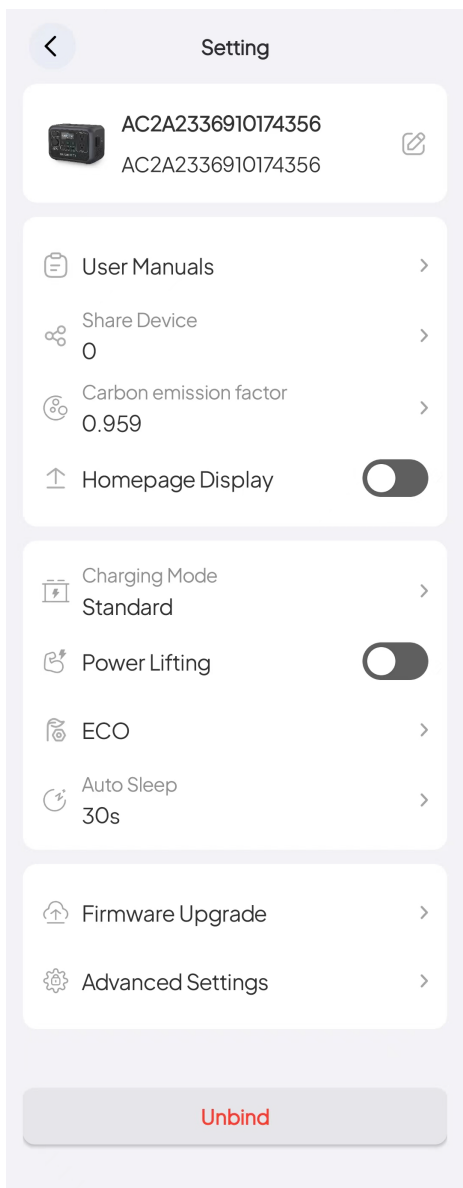 Setting
AC2A2336910174356
AC2A2336910174356
User Manuals
Share Device
0
Carbon emission factor
0.959
Homepage Display
Charging Mode
Standard
Power Lifting
ECO
Auto Sleep
30s
Firmware Upgrade
Advanced Settings
Unbind